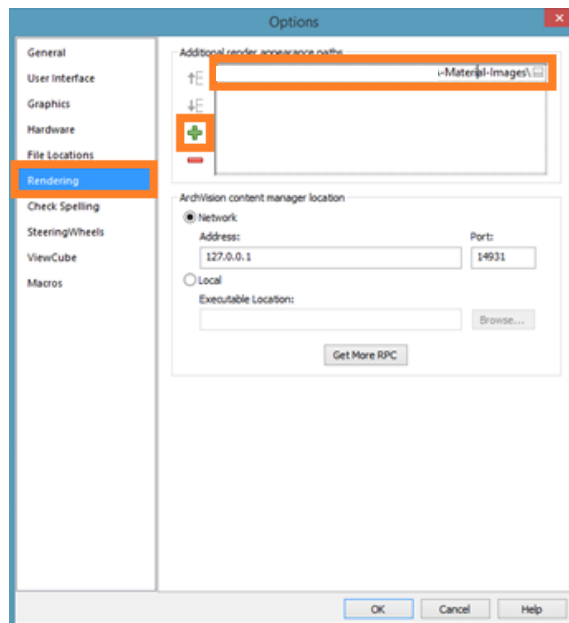 Options
General
User Interface
Graphics
Hardware
File Locations
Rendering
Check Spelling
SteeringWheels
ViewCube
Macros
Additional render appearance paths
-Material-Images\
ArchVision content manager location
Network
Address:
Port:
127.0.0.1
14931
Local
Executable Location:
Browse...
Get More RPC
OK
Cancel
Help